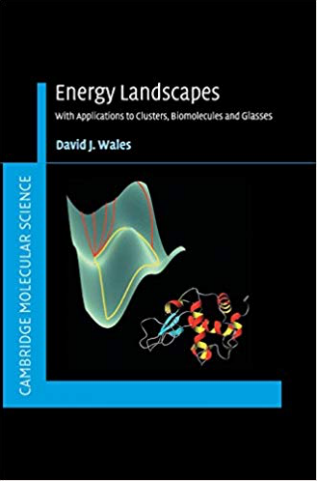 Energy Landscapes
With Applications to Clusters, Biomolecules and Glasses
David J. Wales
CAMBRIDGE MOLECULAR SCIENCE